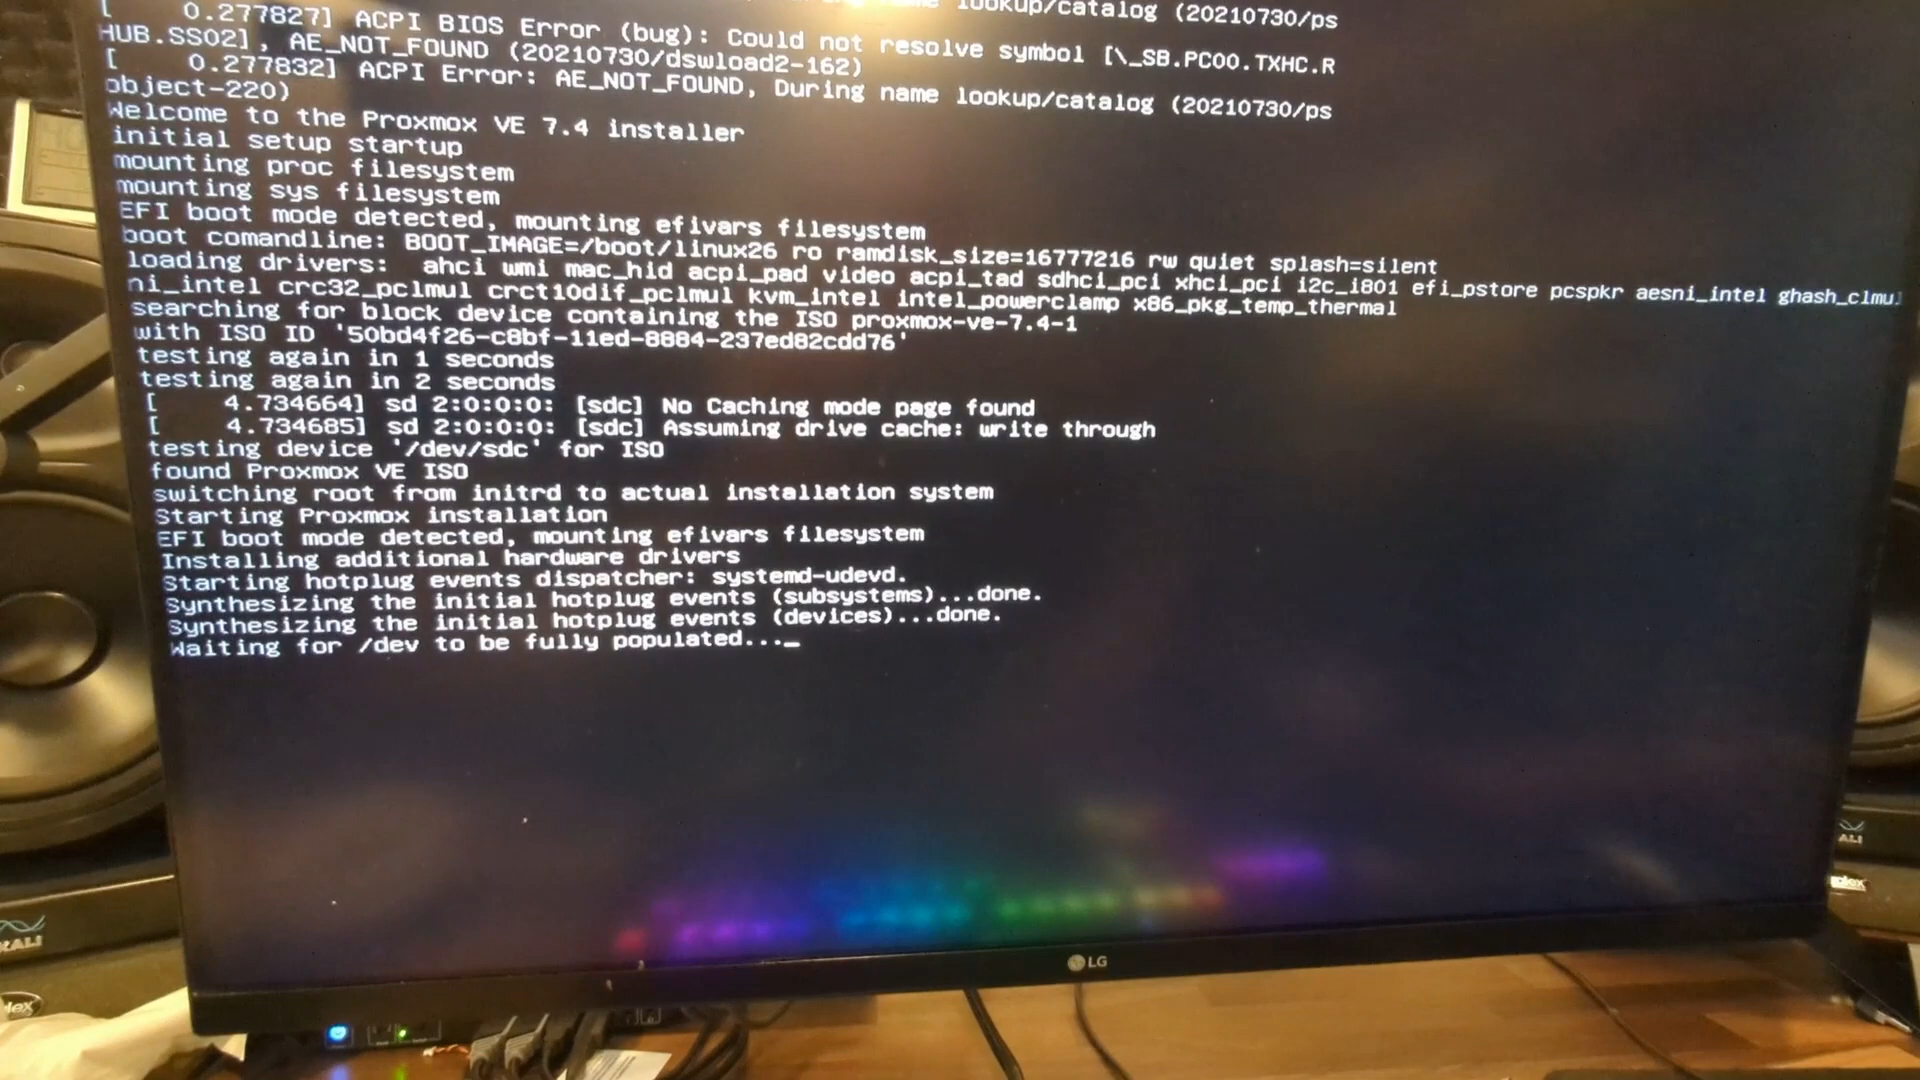 lookup/catalog (20210730/ps
[    0.277827] ACPI BIOS Error (bug): Could not resolve symbol [\_SB.PC00.TXHC.R
HUB.SS02], AE_NOT_FOUND (20210730/dswload2-162)
[    0.277832] ACPI Error: AE_NOT_FOUND, During name lookup/catalog (20210730/ps
object-220)
Welcome to the Proxmox VE 7.4 installer
initial setup startup
mounting proc filesystem
mounting sys filesystem
EFI boot mode detected, mounting efivars filesystem
boot comandline: BOOT_IMAGE=/boot/linux26 ro ramdisk_size=16777216 rw quiet splash=silent
loading drivers:  ahci wmi mac_hid acpi_pad video acpi_tad sdhci_pci xhci_pci i2c_i801 efi_pstore pcspkr aesni_intel ghash_clmul
ni_intel crc32_pclmul crct10dif_pclmul kvm_intel intel_powerclamp x86_pkg_temp_thermal
searching for block device containing the ISO proxmox-ve-7.4-1
with ISO ID '50bd4f26-c8bf-11ed-8884-237ed82cdd76'
testing again in 1 seconds
testing again in 2 seconds
[    4.734664] sd 2:0:0:0: [sdc] No Caching mode page found
[    4.734685] sd 2:0:0:0: [sdc] Assuming drive cache: write through
testing device '/dev/sdc' for ISO
found Proxmox VE ISO
switching root from initrd to actual installation system
Starting Proxmox installation
EFI boot mode detected, mounting efivars filesystem
Installing additional hardware drivers
Starting hotplug events dispatcher: systemd-udevd.
Synthesizing the initial hotplug events (subsystems)...done.
Synthesizing the initial hotplug events (devices)...done.
Waiting for /dev to be fully populated..._
LG
KALI
ALI